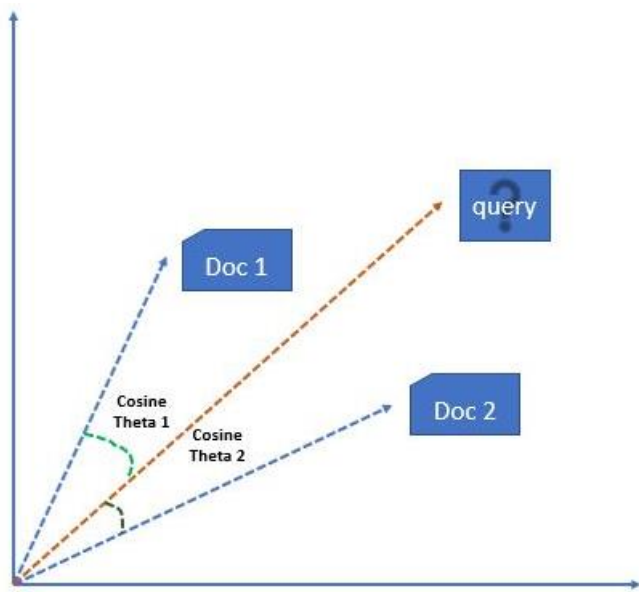 query
?
Doc 1
Doc 2
Cosine
Theta 1
Cosine
Theta 2